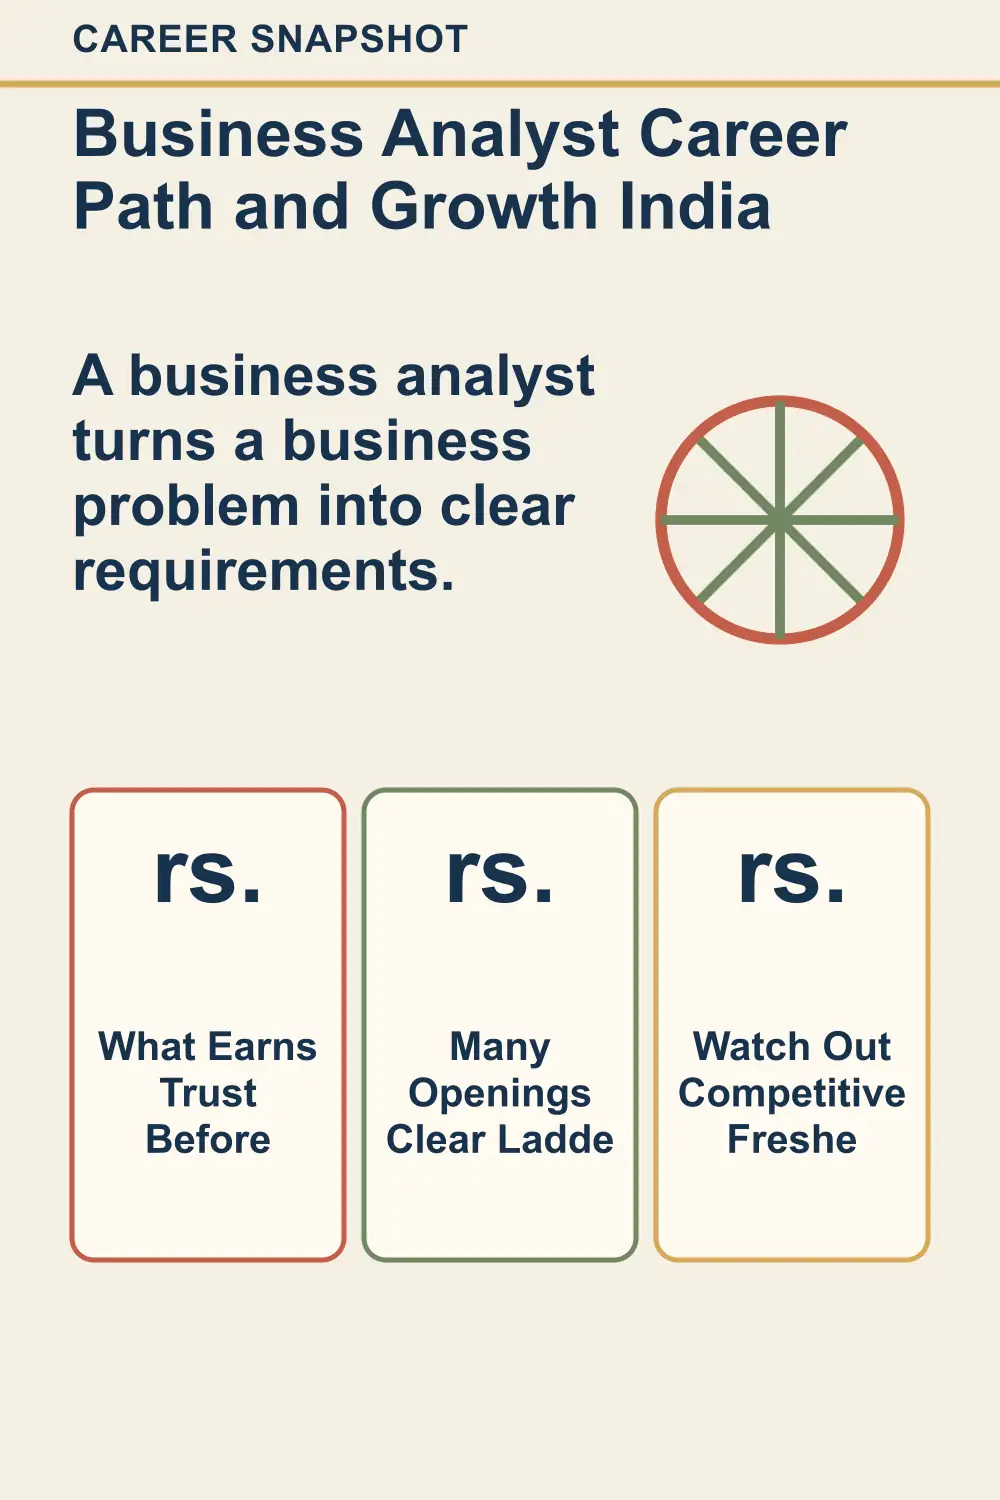 CAREER SNAPSHOT
Business Analyst Career
Path and Growth India
A business analyst
turns a business
problem into clear
requirements.
rs.
What Earns
Trust
Before
rs.
Many
Openings
Clear Ladde
rs.
Watch Out
Competitive
Freshe